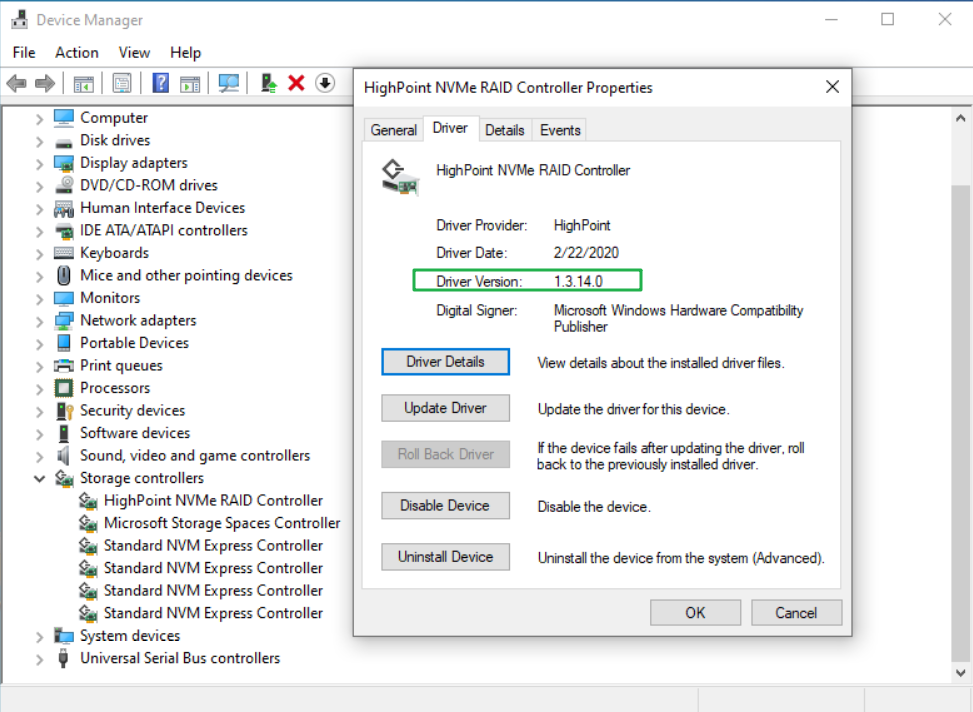 Device Manager
File Action View Help
HighPoint NVMe RAID Controller Properties
Computer
Disk drives
Display adapters
DVD/CD-ROM drives
Human Interface Devices
IDE ATA/ATAPI controllers
Keyboards
Mice and other pointing devices
Monitors
Network adapters
Portable Devices
Print queues
Processors
Security devices
Software devices
Sound, video and game controllers
Storage controllers
HighPoint NVMe RAID Controller
Microsoft Storage Spaces Controller
Standard NVM Express Controller
Standard NVM Express Controller
Standard NVM Express Controller
Standard NVM Express Controller
System devices
Universal Serial Bus controllers
General Driver Details Events
HighPoint NVMe RAID Controller
Driver Provider: HighPoint
Driver Date: 2/22/2020
Driver Version: 1.3.14.0
Digital Signer: Microsoft Windows Hardware Compatibility
Publisher
Driver Details View details about the installed driver files.
Update Driver Update the driver for this device.
Roll Back Driver If the device fails after updating the driver, roll
back to the previously installed driver.
Disable Device Disable the device.
Uninstall Device Uninstall the device from the system (Advanced).
OK Cancel